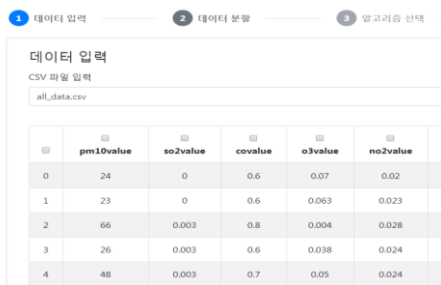 1 데이터 입력 2 데이터 분할 3 알고리즘 선택
데이터 입력
CSV 파일 입력
all_data.csv
pm10value so2value covalue o3value no2value
0 24 0 0.6 0.07 0.02
1 23 0 0.6 0.063 0.023
2 66 0.003 0.8 0.004 0.028
3 26 0.003 0.6 0.038 0.024
4 48 0.003 0.7 0.05 0.024